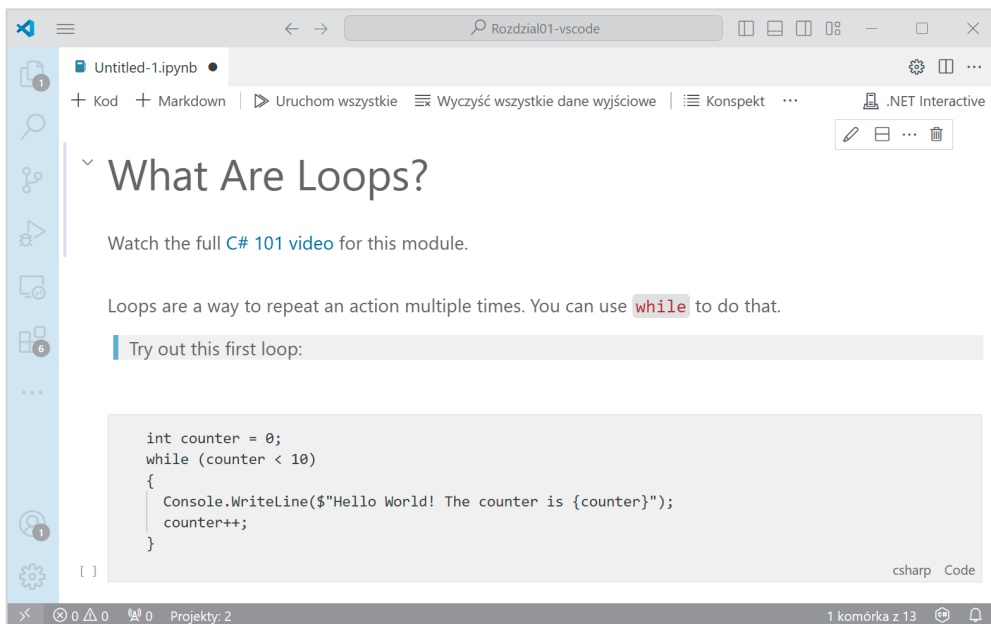 Rozdzial01-vscode
1
Untitled-1.ipynb
+ Kod + Markdown Uruchom wszystkie Wyczyść wszystkie dane wyjściowe Konspekt ... .NET Interactive
What Are Loops?
Watch the full C# 101 video for this module.
Loops are a way to repeat an action multiple times. You can use while to do that.
6
Try out this first loop:
int counter = 0;
while (counter < 10)
{
Console.WriteLine($"Hello World! The counter is {counter}");
counter++;
}
1
[ ]
csharp Code
0 0 0 Projekty: 2 1 komórka z 13